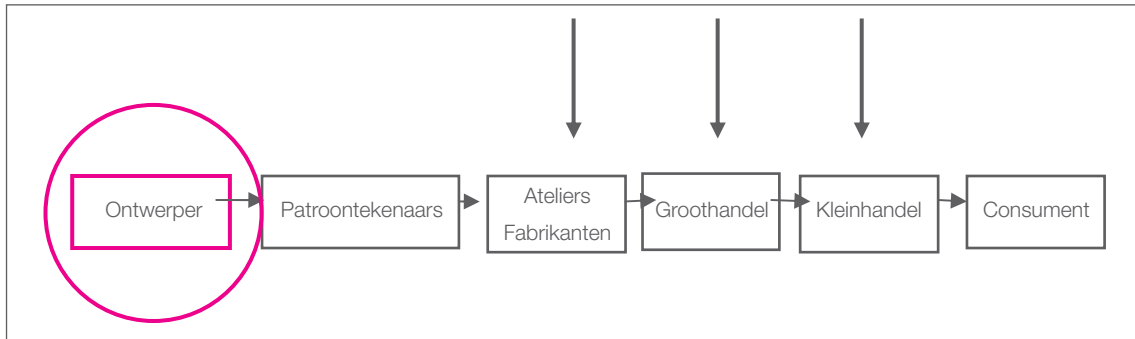 Ontwerper
Patroontekenaars
Ateliers
Fabrikanten
Groothandel
Kleinhandel
Consument